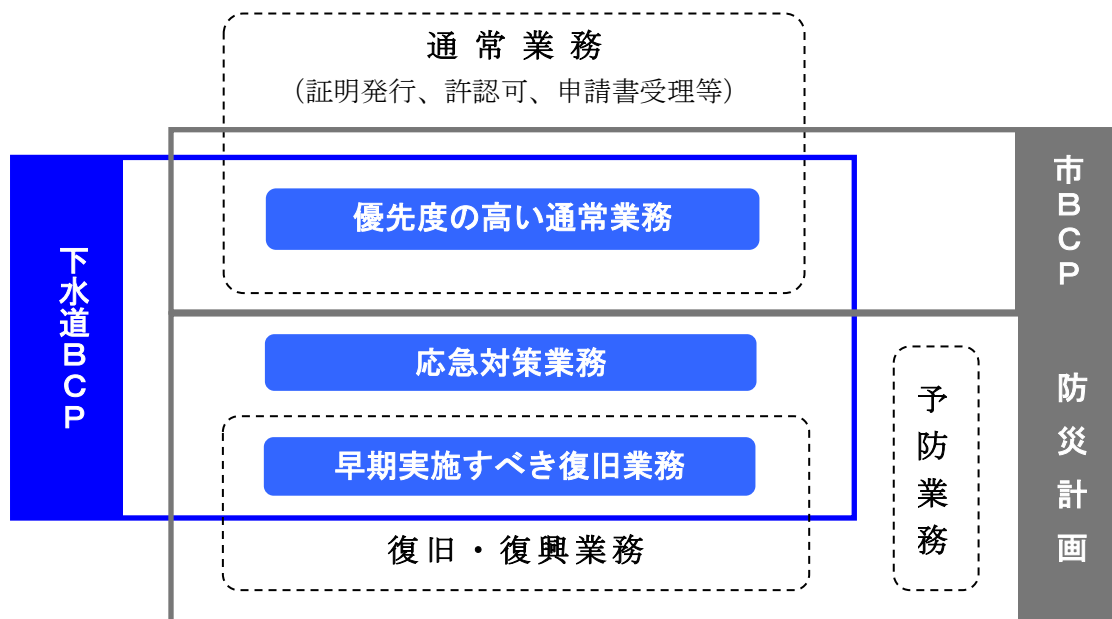 通常業務
（証明発行、許認可、申請書受理等）
優先度の高い通常業務
市BCP
下水道BCP
応急対策業務
早期実施すべき復旧業務
復旧・復興業務
予防業務
防災計画